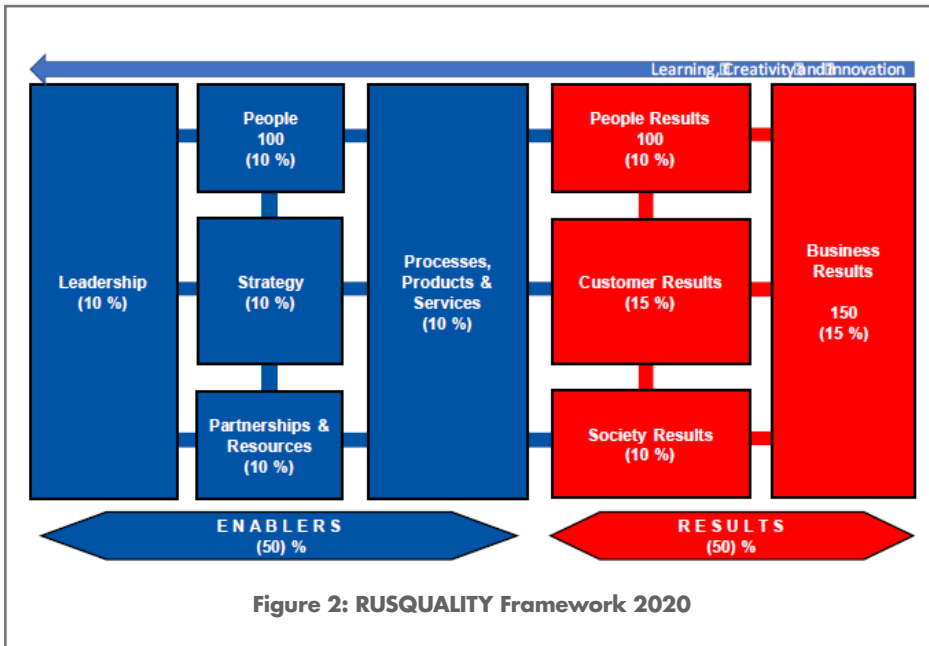 Learning, Creativity and Innovation
Leadership
(10 %)
People
100
(10 %)
Strategy
(10 %)
Partnerships &
Resources
(10 %)
Processes,
Products &
Services
(10 %)
People Results
100
(10 %)
Customer Results
(15 %)
Society Results
(10 %)
Business
Results
150
(15 %)
ENABLERS
(50) %
RESULTS
(50) %
Figure 2: RUSQUALITY Framework 2020